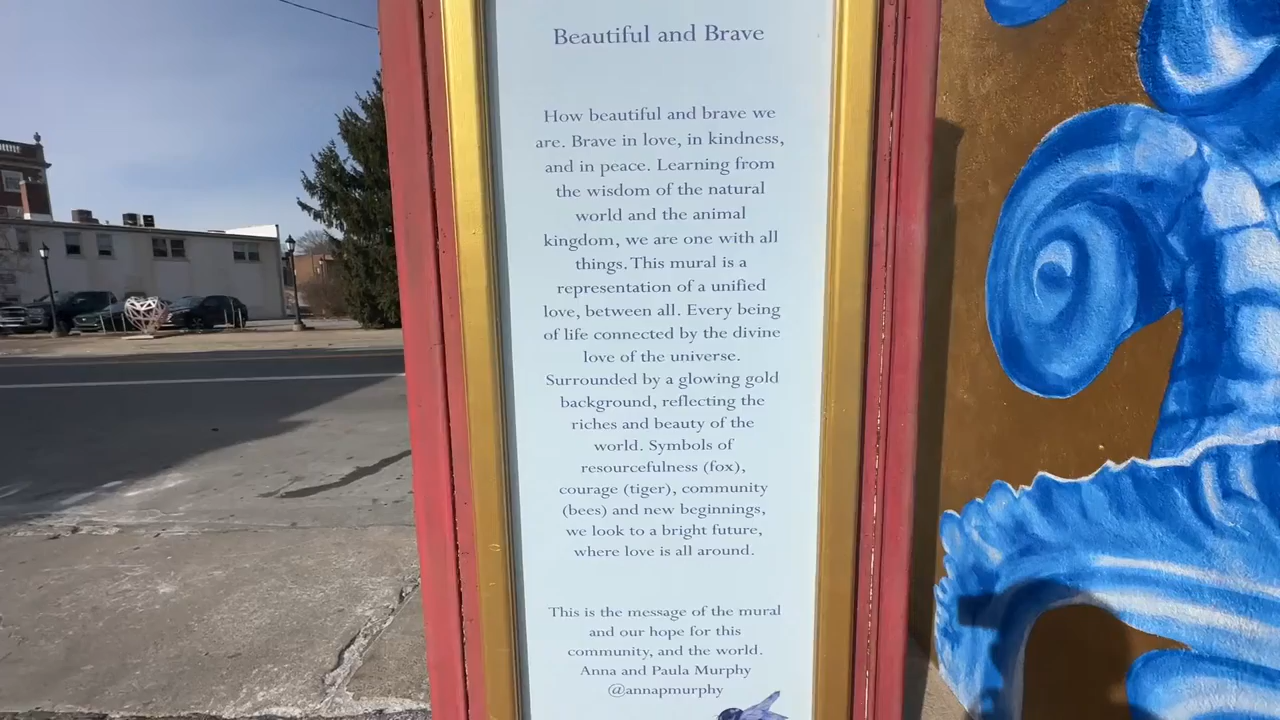 Beautiful and Brave
How beautiful and brave we
are. Brave in love, in kindness,
and in peace. Learning from
the wisdom of the natural
world and the animal
kingdom, we are one with all
things. This mural is a
representation of a unified
love, between all. Every being
of life connected by the divine
love of the universe.
Surrounded by a glowing gold
background, reflecting the
riches and beauty of the
world. Symbols of
resourcefulness (fox),
courage (tiger), community
(bees) and new beginnings,
we look to a bright future,
where love is all around.
This is the message of the mural
and our hope for this
community, and the world.
Anna and Paula Murphy
@annapmurphy